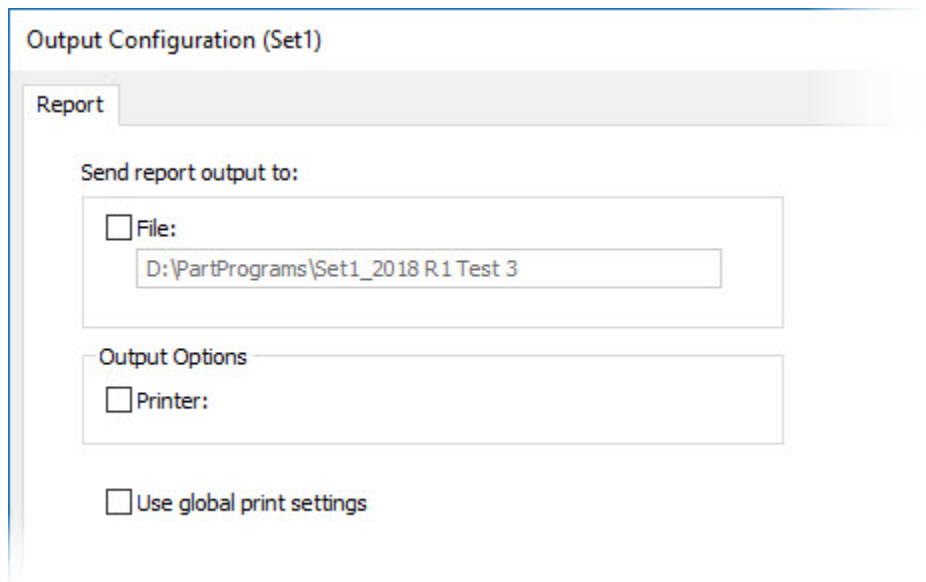 Output Configuration (Set1)
Report
Send report output to:
File:
D:\PartPrograms\Set1_2018 R1 Test 3
Output Options
Printer:
Use global print settings